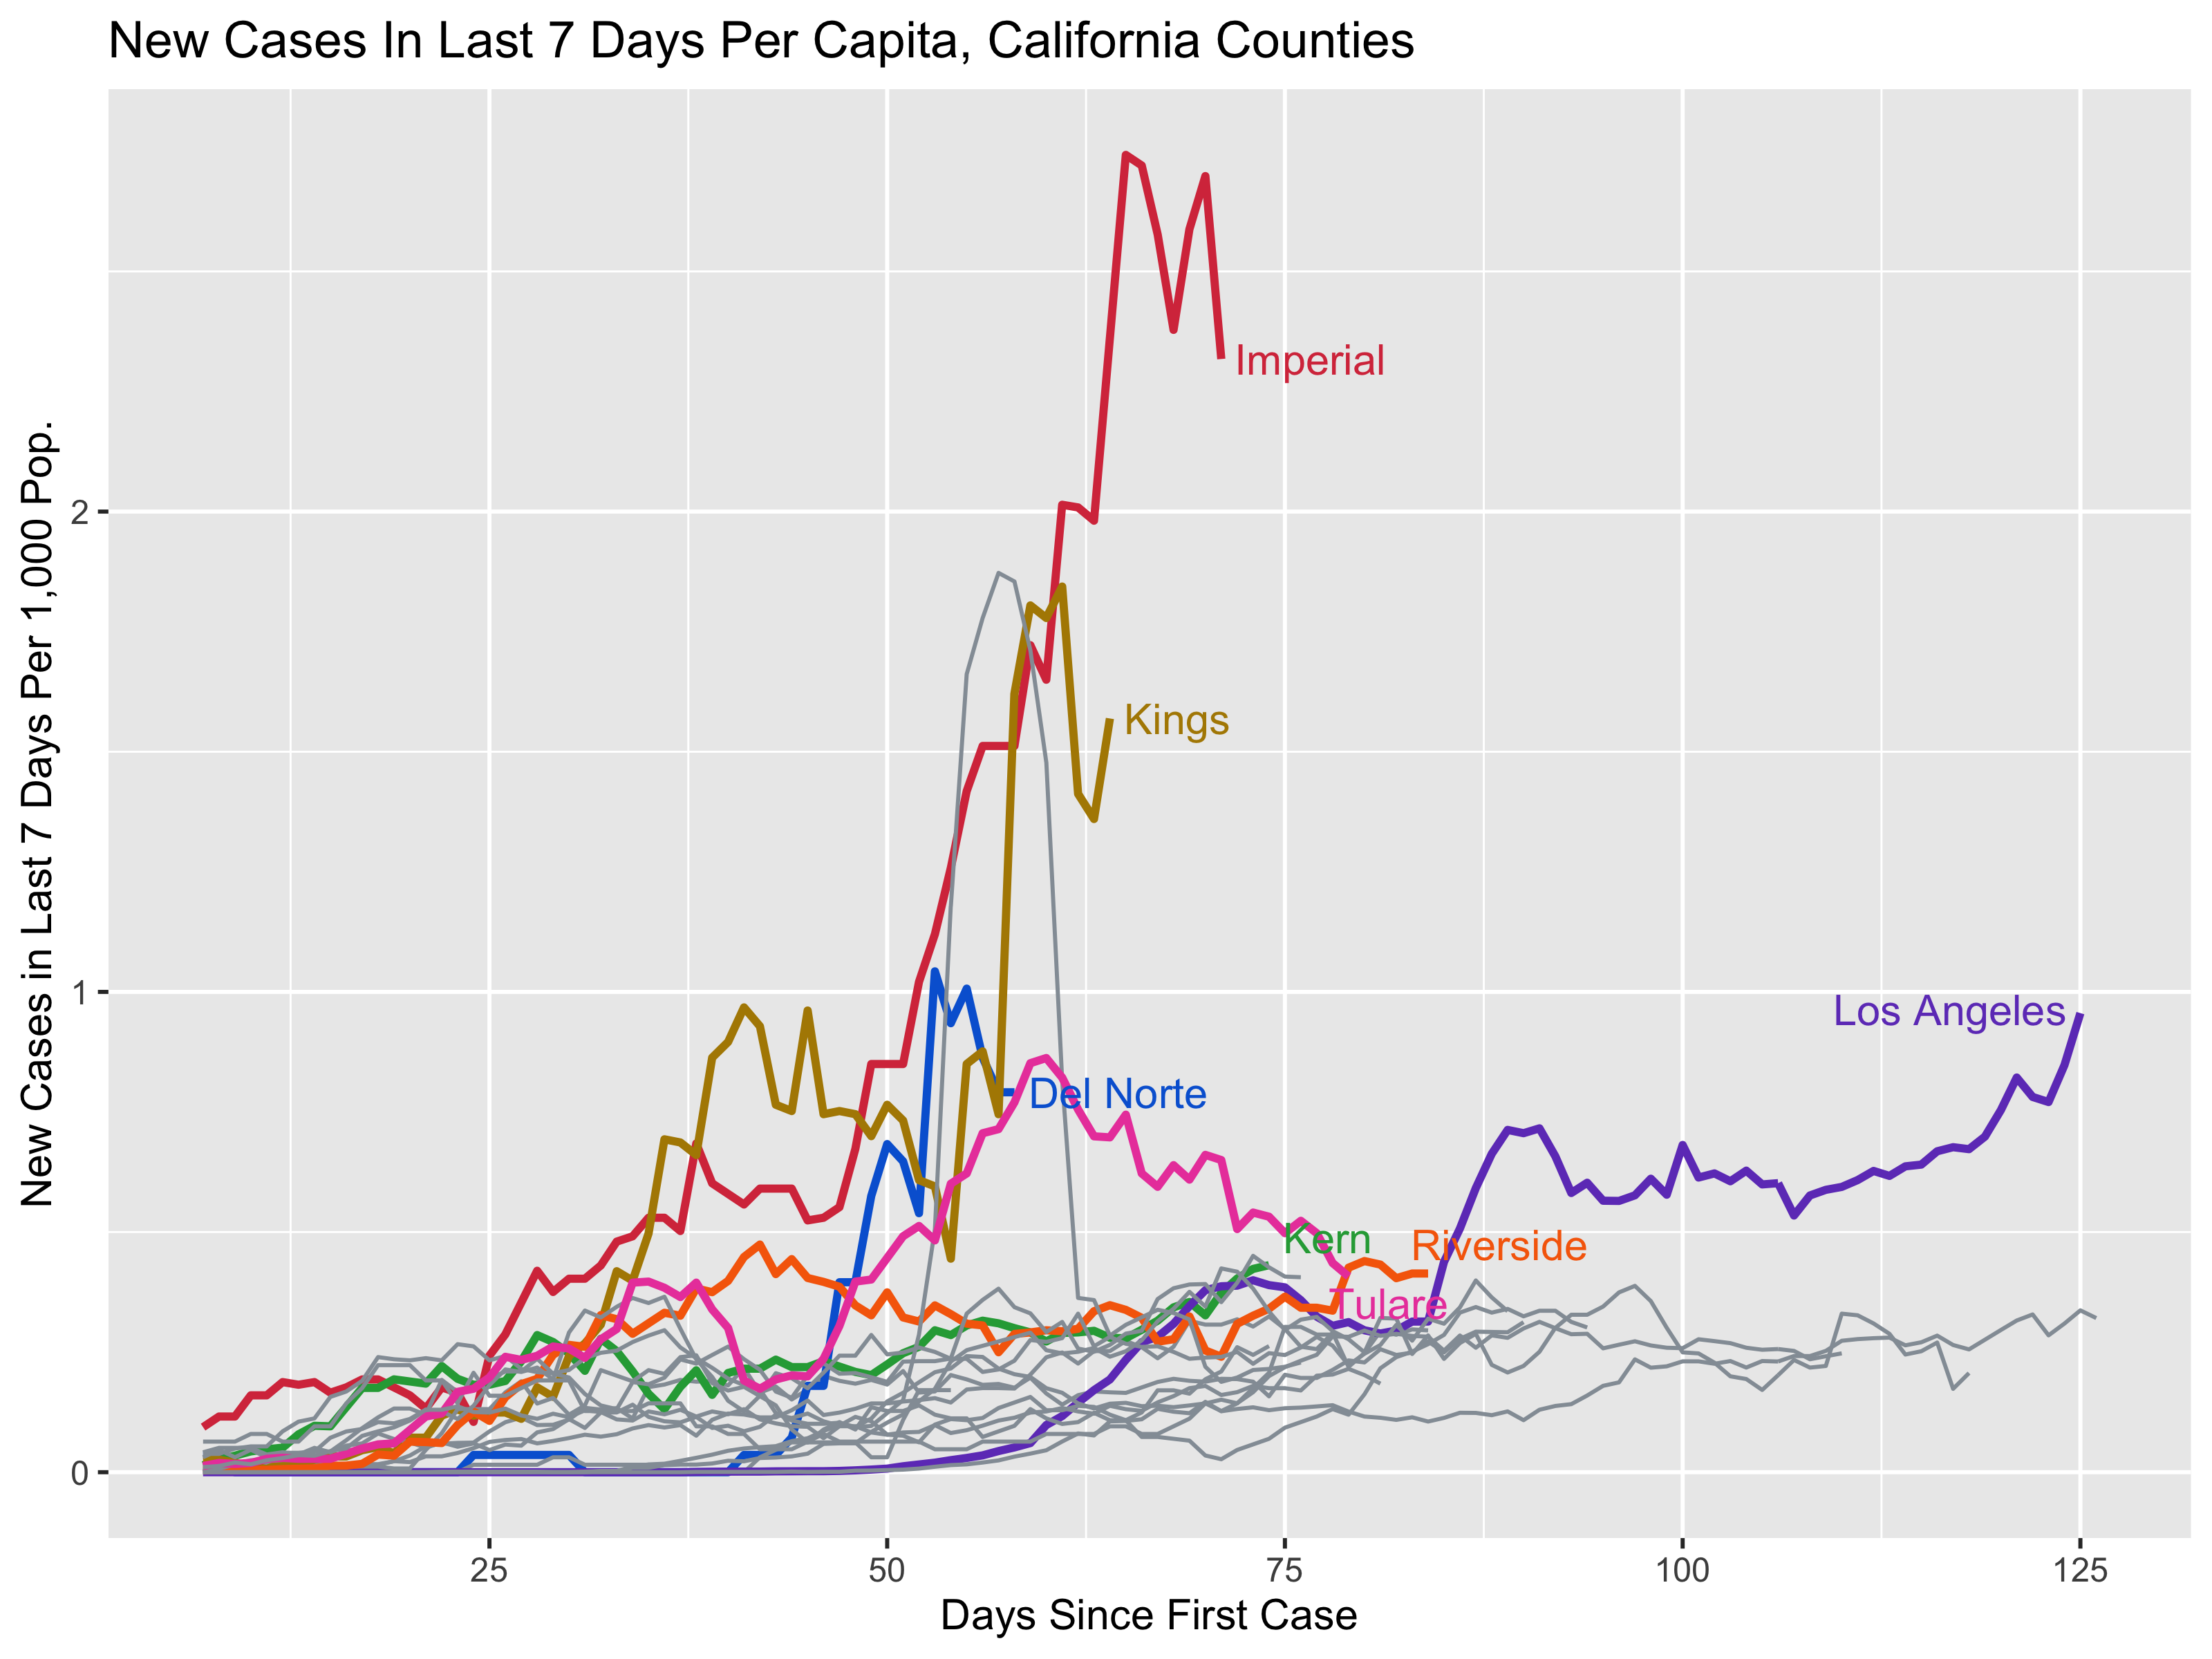 New Cases In Last 7 Days Per Capita, California Counties
New Cases in Last 7 Days Per 1,000 Pop.
2
1
0
Imperial
Kings
Los Angeles
Del Norte
Kern
Riverside
Tulare
25
50
75
100
125
Days Since First Case